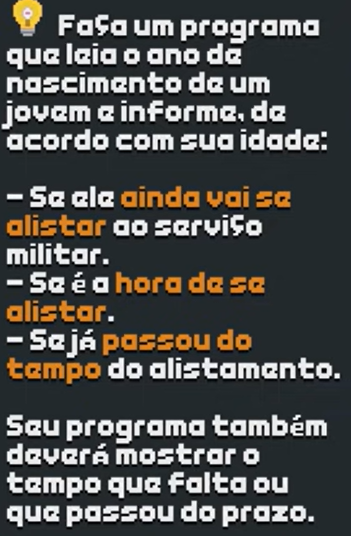 Faça um programa
que leia o ano de
nascimento de um
jovem e informe, de
acordo com sua idade:
- Se ele ainda vai se
alistar ao serviço
militar.
- Se é a hora de se
alistar.
- Se já passou do
tempo do alistamento.
Seu programa também
deverá mostrar o
tempo que falta ou
que passou do prazo.